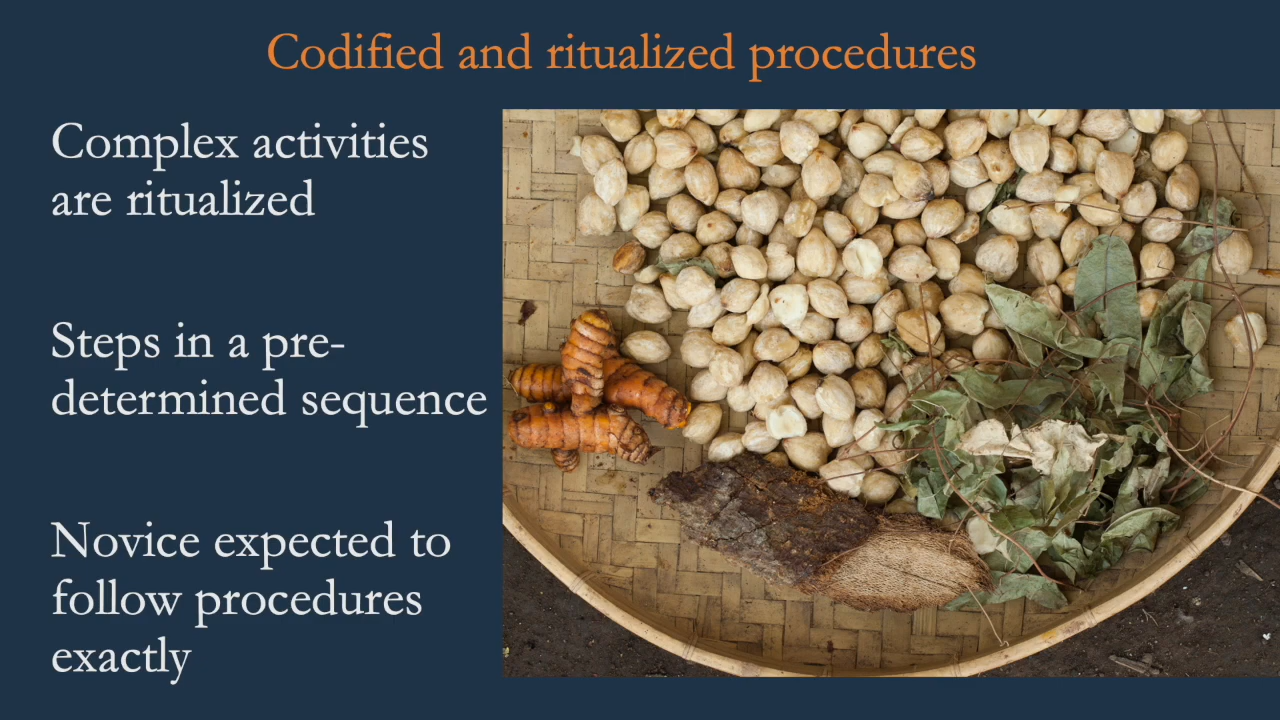 Codified and ritualized procedures
Complex activities
are ritualized
Steps in a pre-
determined sequence
Novice expected to
follow procedures
exactly